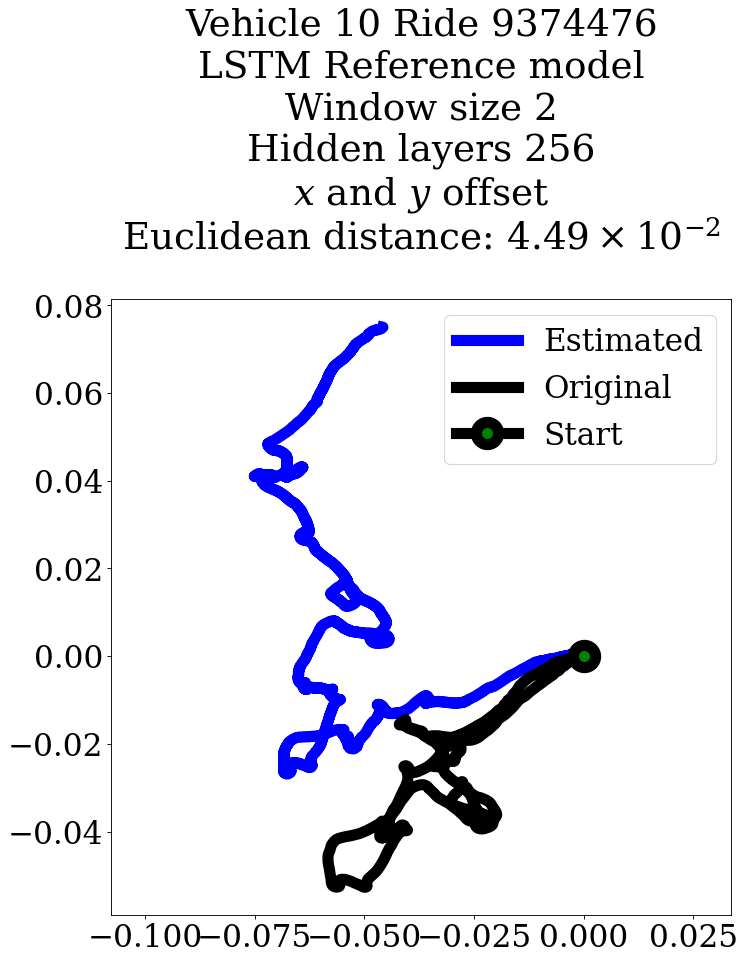 Vehicle 10 Ride 9374476
LSTM Reference model
Window size 2
Hidden layers 256
x and y offset
Euclidean distance: 4.49 × 10⁻²
Estimated
Original
Start
0.08
0.06
0.04
0.02
0.00
−0.02
−0.04
−0.100 −0.075 −0.050 −0.025 0.000 0.025